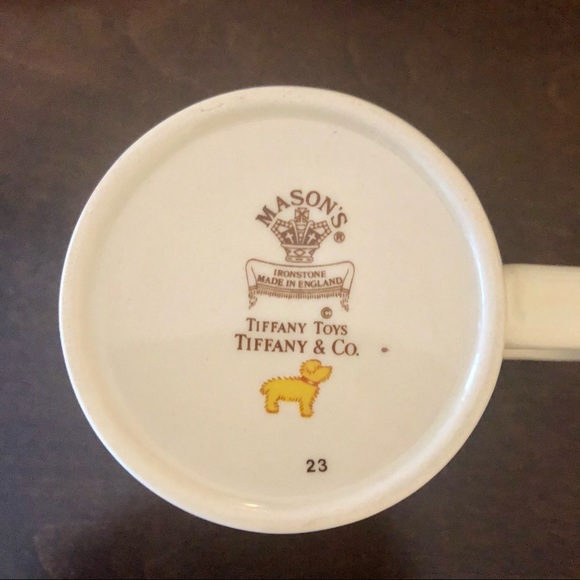 MASON'S ®
IRONSTONE
MADE IN ENGLAND
©
TIFFANY TOYS
TIFFANY & CO.
23